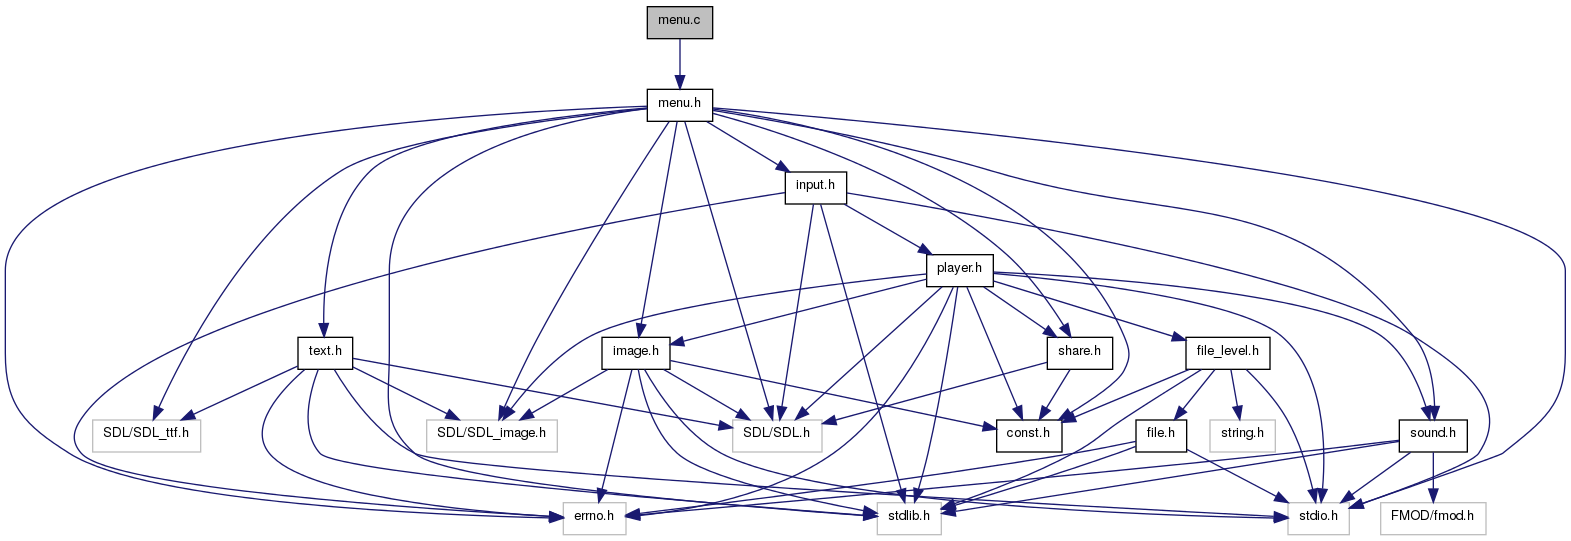 menu.c
menu.h
input.h
player.h
text.h
image.h
share.h
file_level.h
SDL/SDL_ttf.h
SDL/SDL_image.h
SDL/SDL.h
const.h
file.h
string.h
sound.h
errno.h
stdlib.h
stdio.h
FMOD/fmod.h